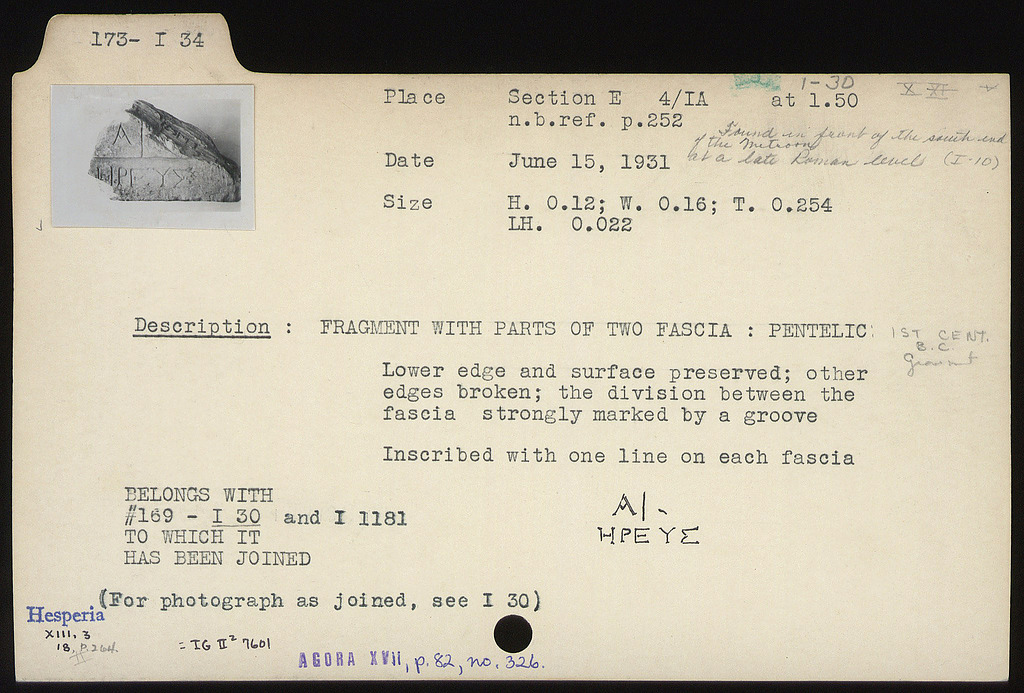 173- I 34
1-30
X XI
Place Section E 4/IA at 1.50
n.b.ref. p.252
Found in front of the south end
of the Metroon
at a late Roman level (I-10)
Date June 15, 1931
Size H. 0.12; W. 0.16; T. 0.254
LH. 0.022
Α
ΗΡΕΥΣ
Description : FRAGMENT WITH PARTS OF TWO FASCIA : PENTELIC:
1ST CENT.
B.C.
Lower edge and surface preserved; other
edges broken; the division between the
fascia strongly marked by a groove
Inscribed with one line on each fascia
BELONGS WITH
#169 - I 30 and I 1181
TO WHICH IT
HAS BEEN JOINED
ΑΙ.
ΗΡΕΥΣ
(For photograph as joined, see I 30)
Hesperia
XIII, 3
18, p.264.
II
= IG II² 7601
AGORA XVII, p.82, no. 326.